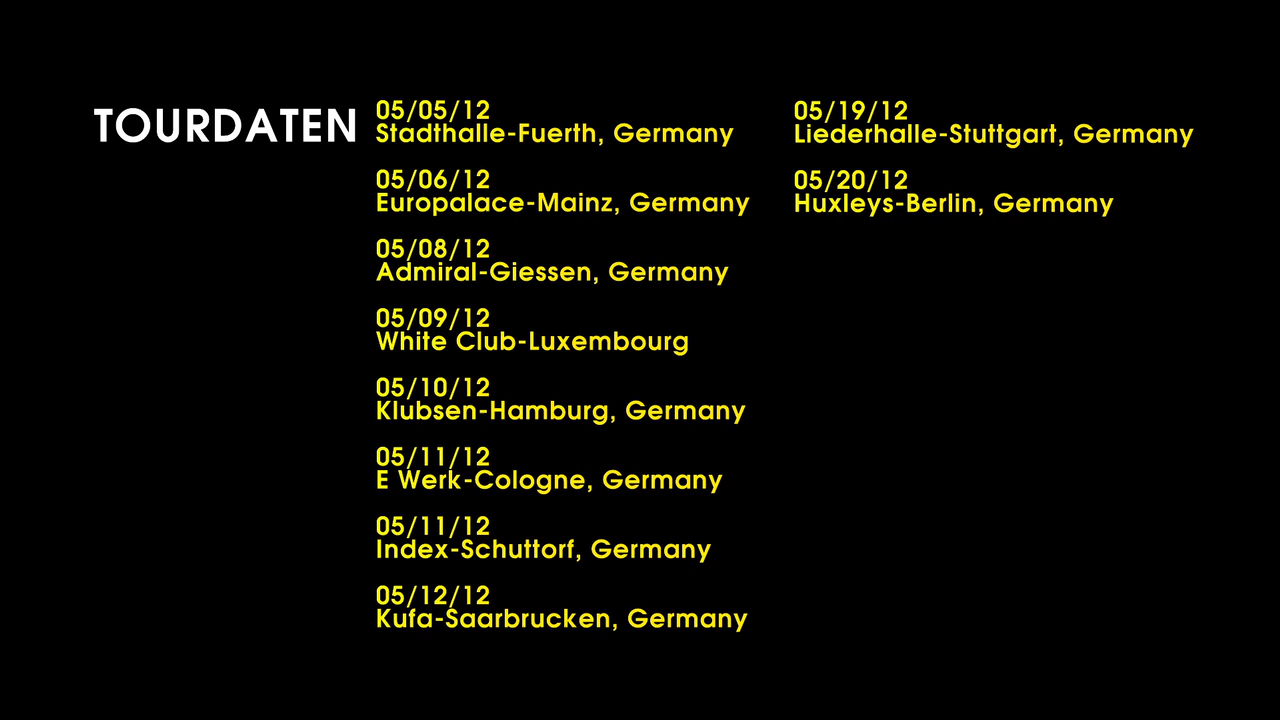 TOURDATEN
05/05/12
Stadthalle-Fuerth, Germany
05/06/12
Europalace-Mainz, Germany
05/08/12
Admiral-Giessen, Germany
05/09/12
White Club-Luxembourg
05/10/12
Klubsen-Hamburg, Germany
05/11/12
E Werk-Cologne, Germany
05/11/12
Index-Schuttorf, Germany
05/12/12
Kufa-Saarbrucken, Germany
05/19/12
Liederhalle-Stuttgart, Germany
05/20/12
Huxleys-Berlin, Germany